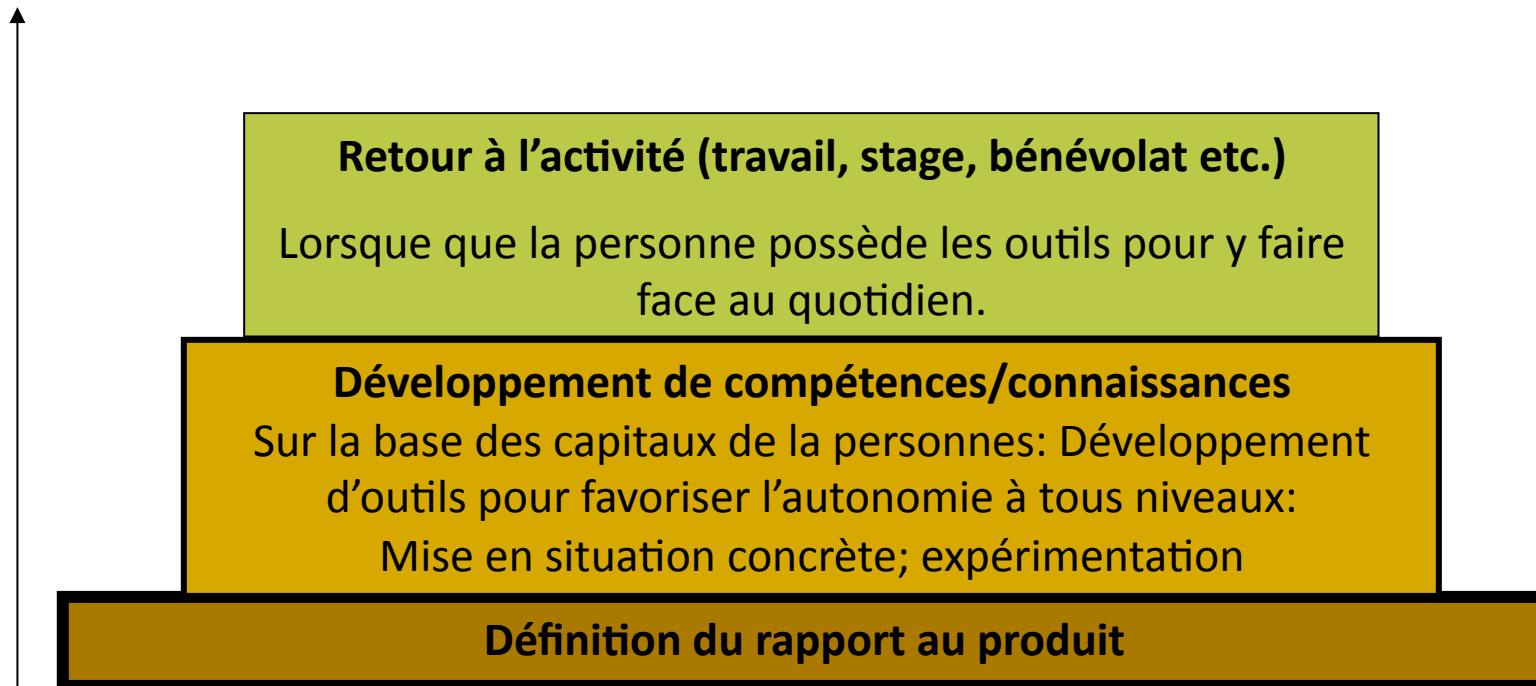 Retour à l’activité (travail, stage, bénévolat etc.)
Lorsque que la personne possède les outils pour y faire
face au quotidien.
Développement de compétences/connaissances
Sur la base des capitaux de la personnes: Développement
d’outils pour favoriser l’autonomie à tous niveaux:
Mise en situation concrète; expérimentation
Définition du rapport au produit